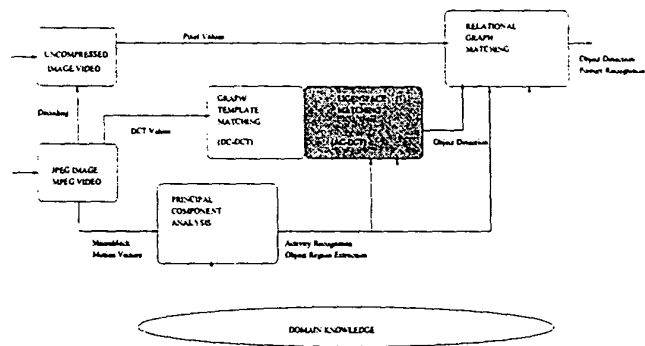 RELATIONAL
GRAPH
MATCHING
Pixel Values
UNCOMPRESSED
IMAGE VIDEO
Object Detection
Posture Recognition
Decoding
GRAPH
TEMPLATE
MATCHING
(DC-DCT)
EIGENSPACE
MATCHING
(AC-DCT)
DCT Values
Object Detection
JPEG IMAGE
MPEG VIDEO
PRINCIPAL
COMPONENT
ANALYSIS
Macroblock
Motion Vectors
Activity Recognition
Object Region Extraction
DOMAIN KNOWLEDGE